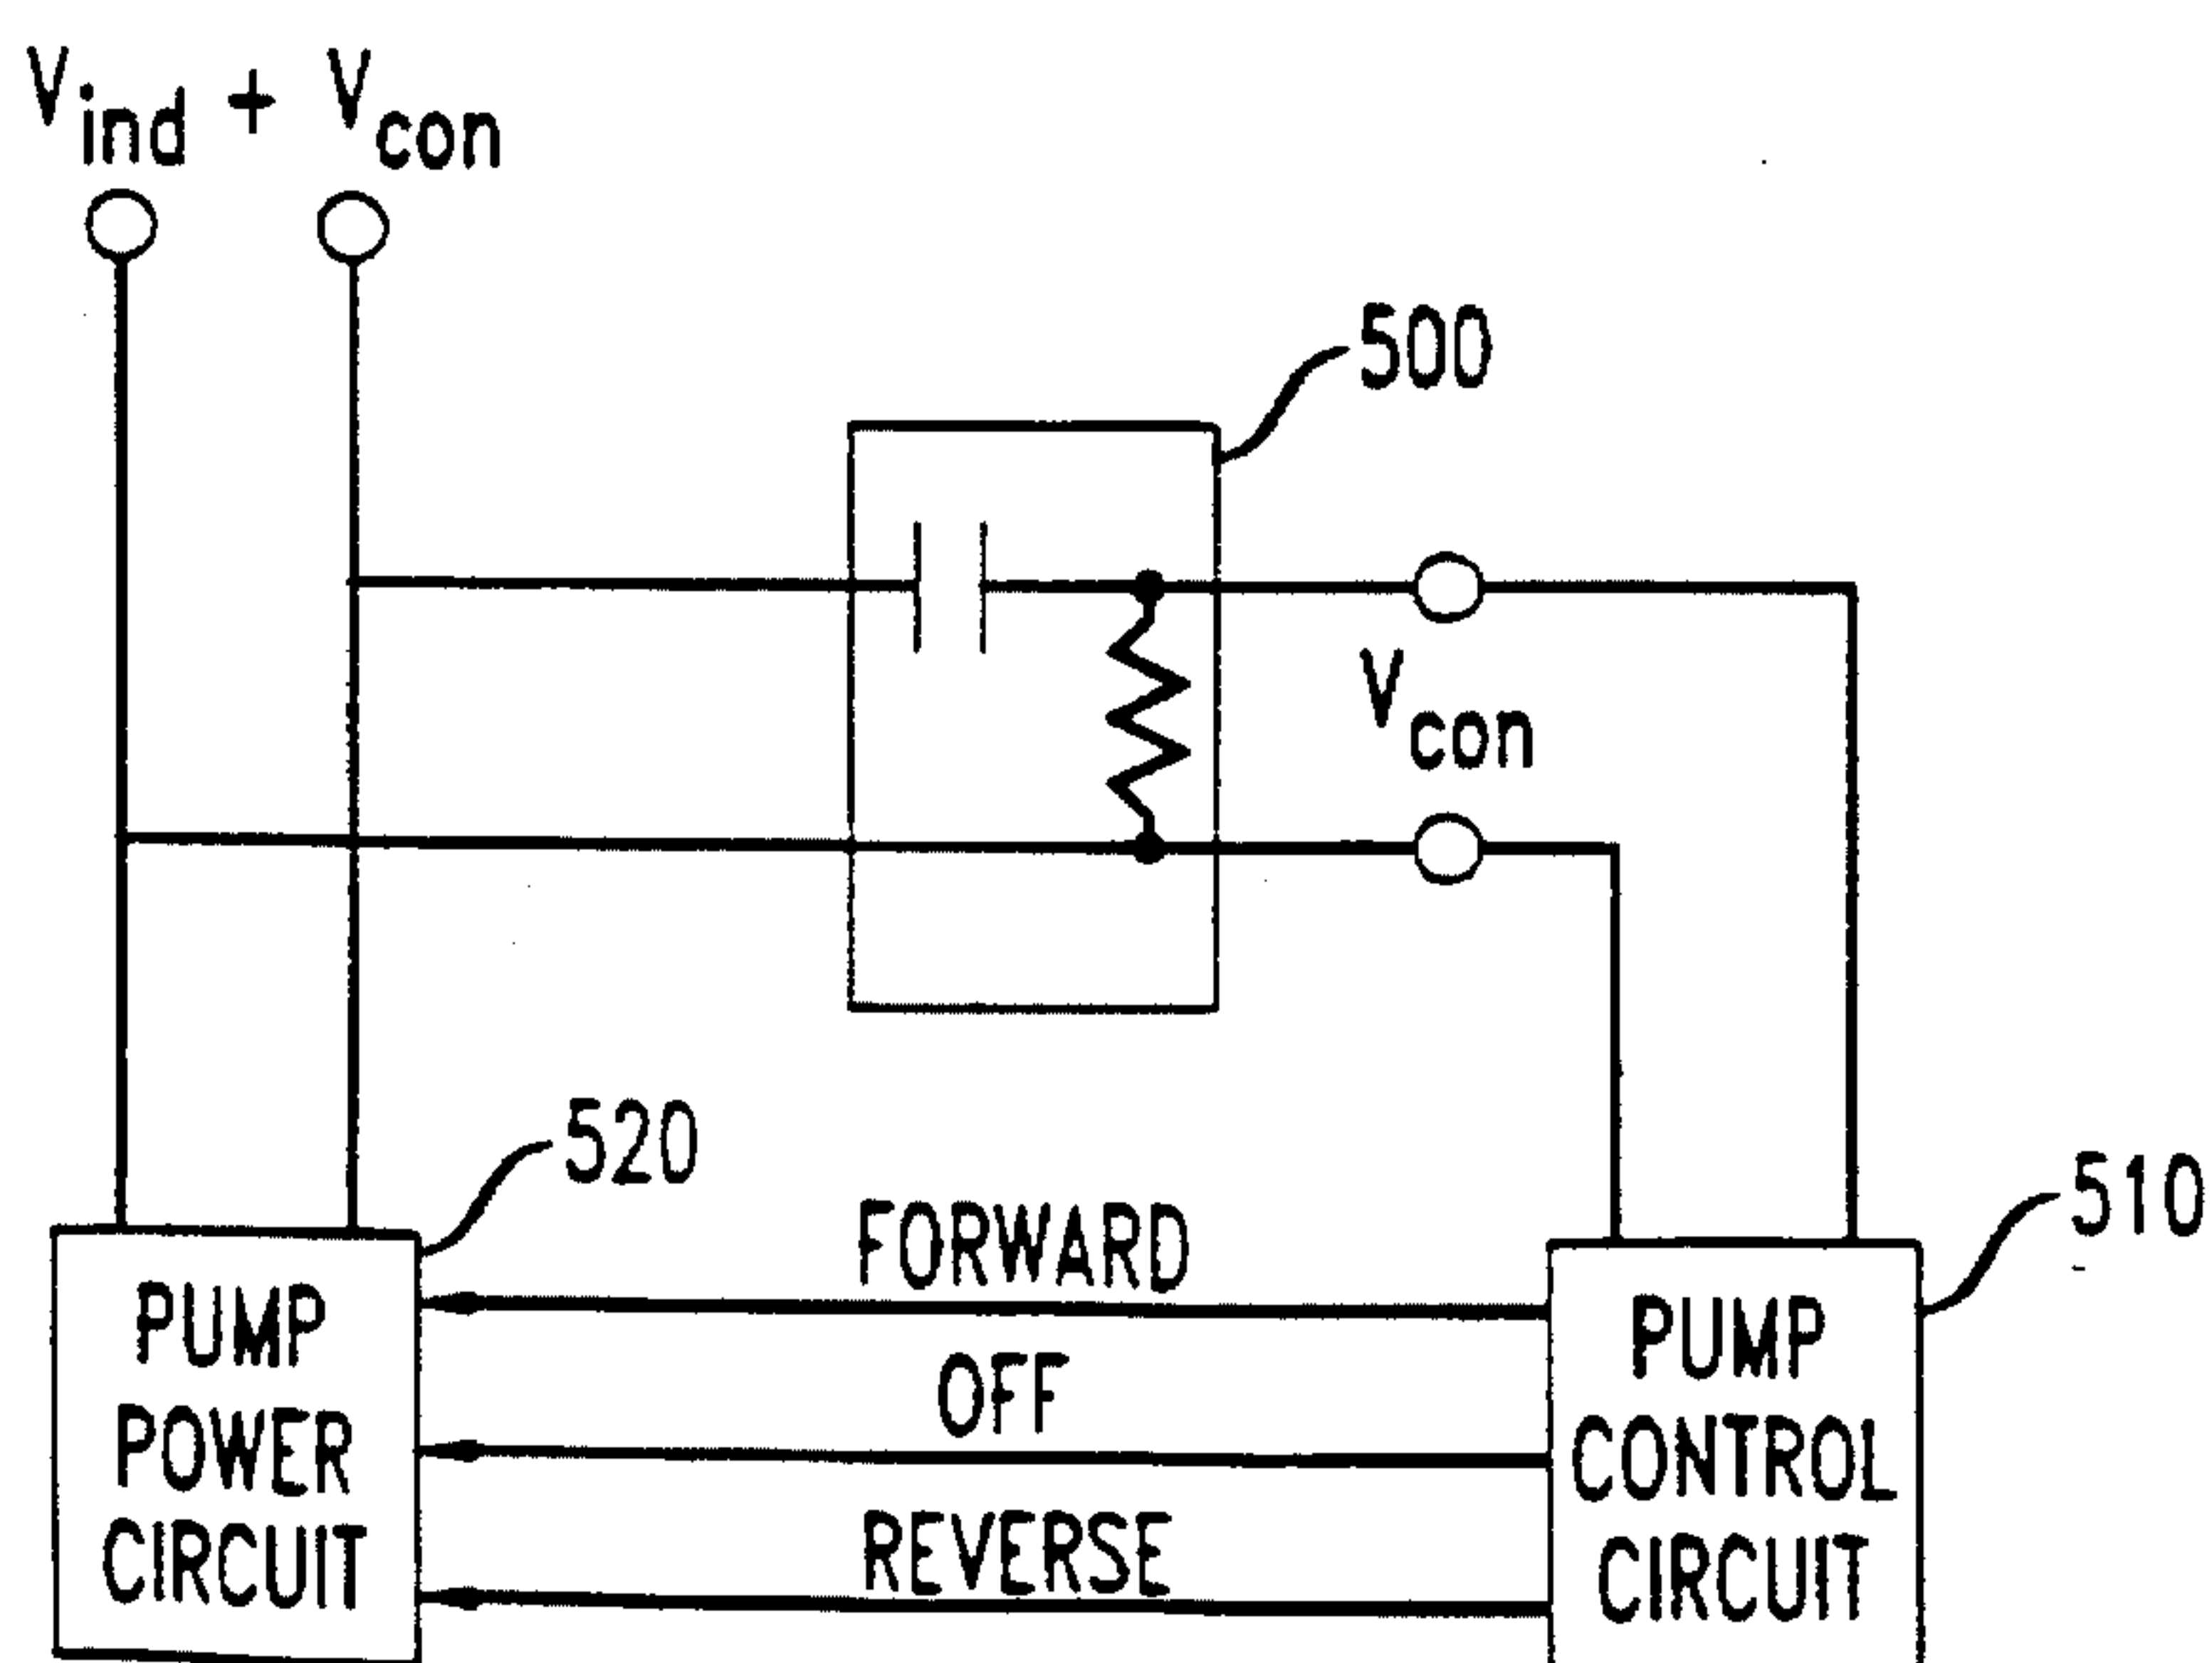 Vind + Vcon
500
Vcon
520
510
FORWARD
OFF
REVERSE
PUMP
POWER
CIRCUIT
PUMP
CONTROL
CIRCUIT